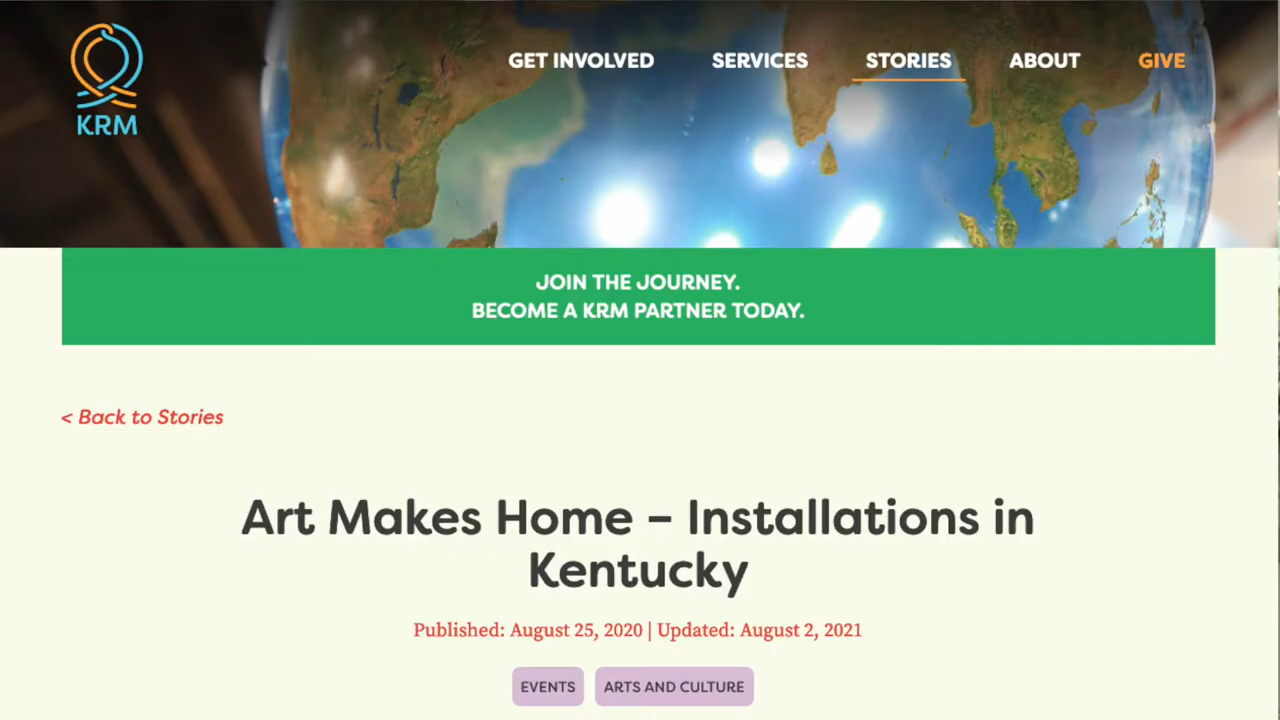 KRM
GET INVOLVED
SERVICES
STORIES
ABOUT
GIVE
JOIN THE JOURNEY.
BECOME A KRM PARTNER TODAY.
< Back to Stories
Art Makes Home – Installations in
Kentucky
Published: August 25, 2020 | Updated: August 2, 2021
EVENTS
ARTS AND CULTURE